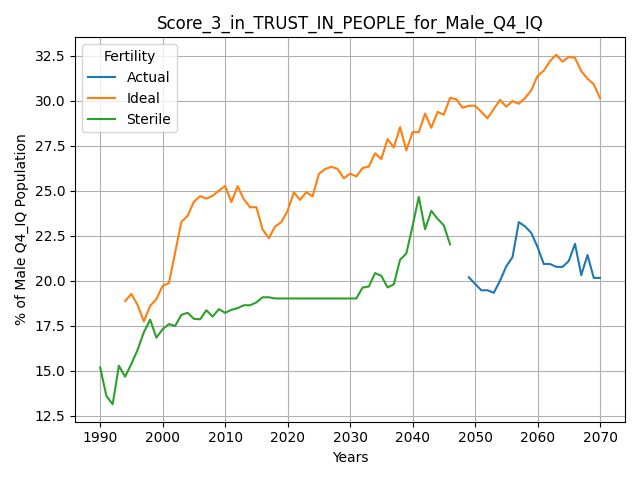 Score_3_in_TRUST_IN_PEOPLE_for_Male_Q4_IQ
Fertility
Actual
Ideal
Sterile
% of Male Q4_IQ Population
32.5
30.0
27.5
25.0
22.5
20.0
17.5
15.0
12.5
1990 2000 2010 2020 2030 2040 2050 2060 2070
Years